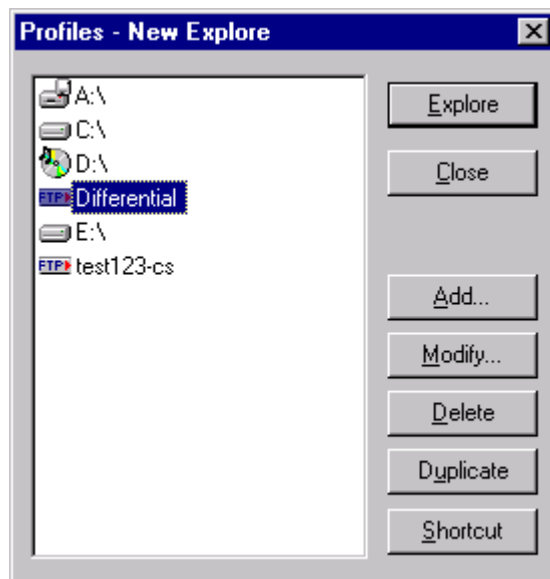 Profiles - New Explore
A:\
C:\
D:\
FTP Differential
E:\
FTP test123-cs
Explore
Close
Add...
Modify...
Delete
Duplicate
Shortcut